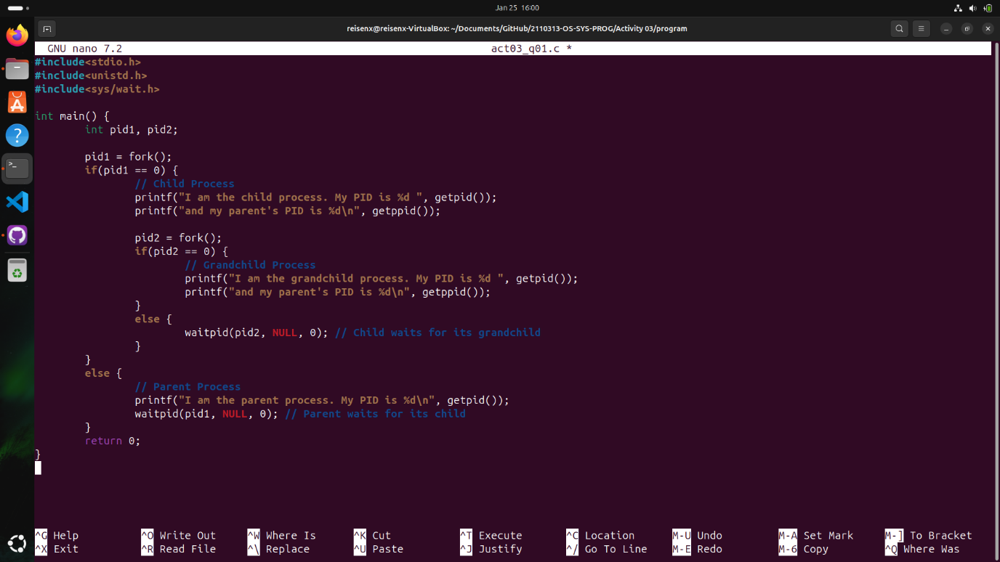 Jan 25 16:00
reisenx@reisenx-VirtualBox: ~/Documents/GitHub/2110313-OS-SYS-PROG/Activity 03/program
GNU nano 7.2 act03_q01.c *
#include<stdio.h>
#include<unistd.h>
#include<sys/wait.h>
int main() {
int pid1, pid2;
pid1 = fork();
if(pid1 == 0) {
// Child Process
printf("I am the child process. My PID is %d ", getpid());
printf("and my parent's PID is %d\n", getppid());
pid2 = fork();
if(pid2 == 0) {
// Grandchild Process
printf("I am the grandchild process. My PID is %d ", getpid());
printf("and my parent's PID is %d\n", getppid());
}
else {
waitpid(pid2, NULL, 0); // Child waits for its grandchild
}
}
else {
// Parent Process
printf("I am the parent process. My PID is %d\n", getpid());
waitpid(pid1, NULL, 0); // Parent waits for its child
}
return 0;
}
^G Help ^O Write Out ^W Where Is ^K Cut ^T Execute ^C Location M-U Undo M-A Set Mark M-] To Bracket
^X Exit ^R Read File ^\ Replace ^U Paste ^J Justify ^/ Go To Line M-E Redo M-6 Copy ^Q Where Was